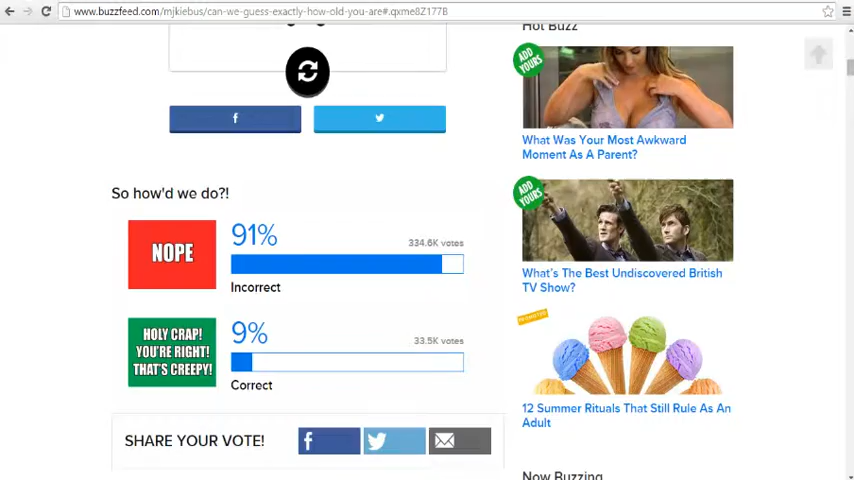 www.buzzfeed.com/mjkiebus/can-we-guess-exactly-how-old-you-are#.qxme8Z177B
Hot Buzz
ADD YOURS
What Was Your Most Awkward
Moment As A Parent?
So how'd we do?!
NOPE
91%
334.6K votes
Incorrect
HOLY CRAP!
YOU'RE RIGHT!
THAT'S CREEPY!
9%
33.5K votes
Correct
SHARE YOUR VOTE!
ADD YOURS
What's The Best Undiscovered British
TV Show?
PROMOTED
12 Summer Rituals That Still Rule As An
Adult
Now Buzzing